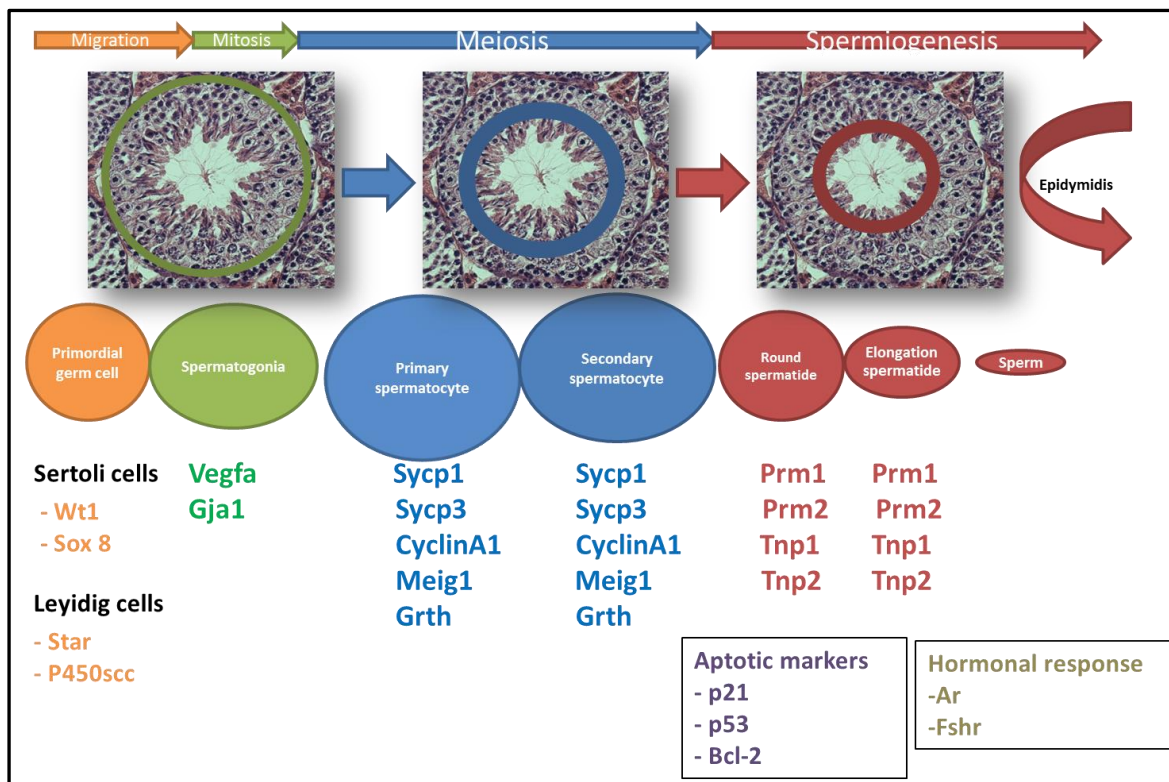 Migration
Mitosis
Meiosis
Spermiogenesis
Epidymidis
Primordial
germ cell
Spermatogonia
Primary
spermatocyte
Secondary
spermatocyte
Round
spermatide
Elongation
spermatide
Sperm
Sertoli cells
- Wt1
- Sox 8
Leyidig cells
- Star
- P450scc
Vegfa
Gja1
Sycp1
Sycp3
CyclinA1
Meig1
Grth
Sycp1
Sycp3
CyclinA1
Meig1
Grth
Prm1
Prm2
Tnp1
Tnp2
Prm1
Prm2
Tnp1
Tnp2
Aptotic markers
- p21
- p53
- Bcl-2
Hormonal response
-Ar
-Fshr